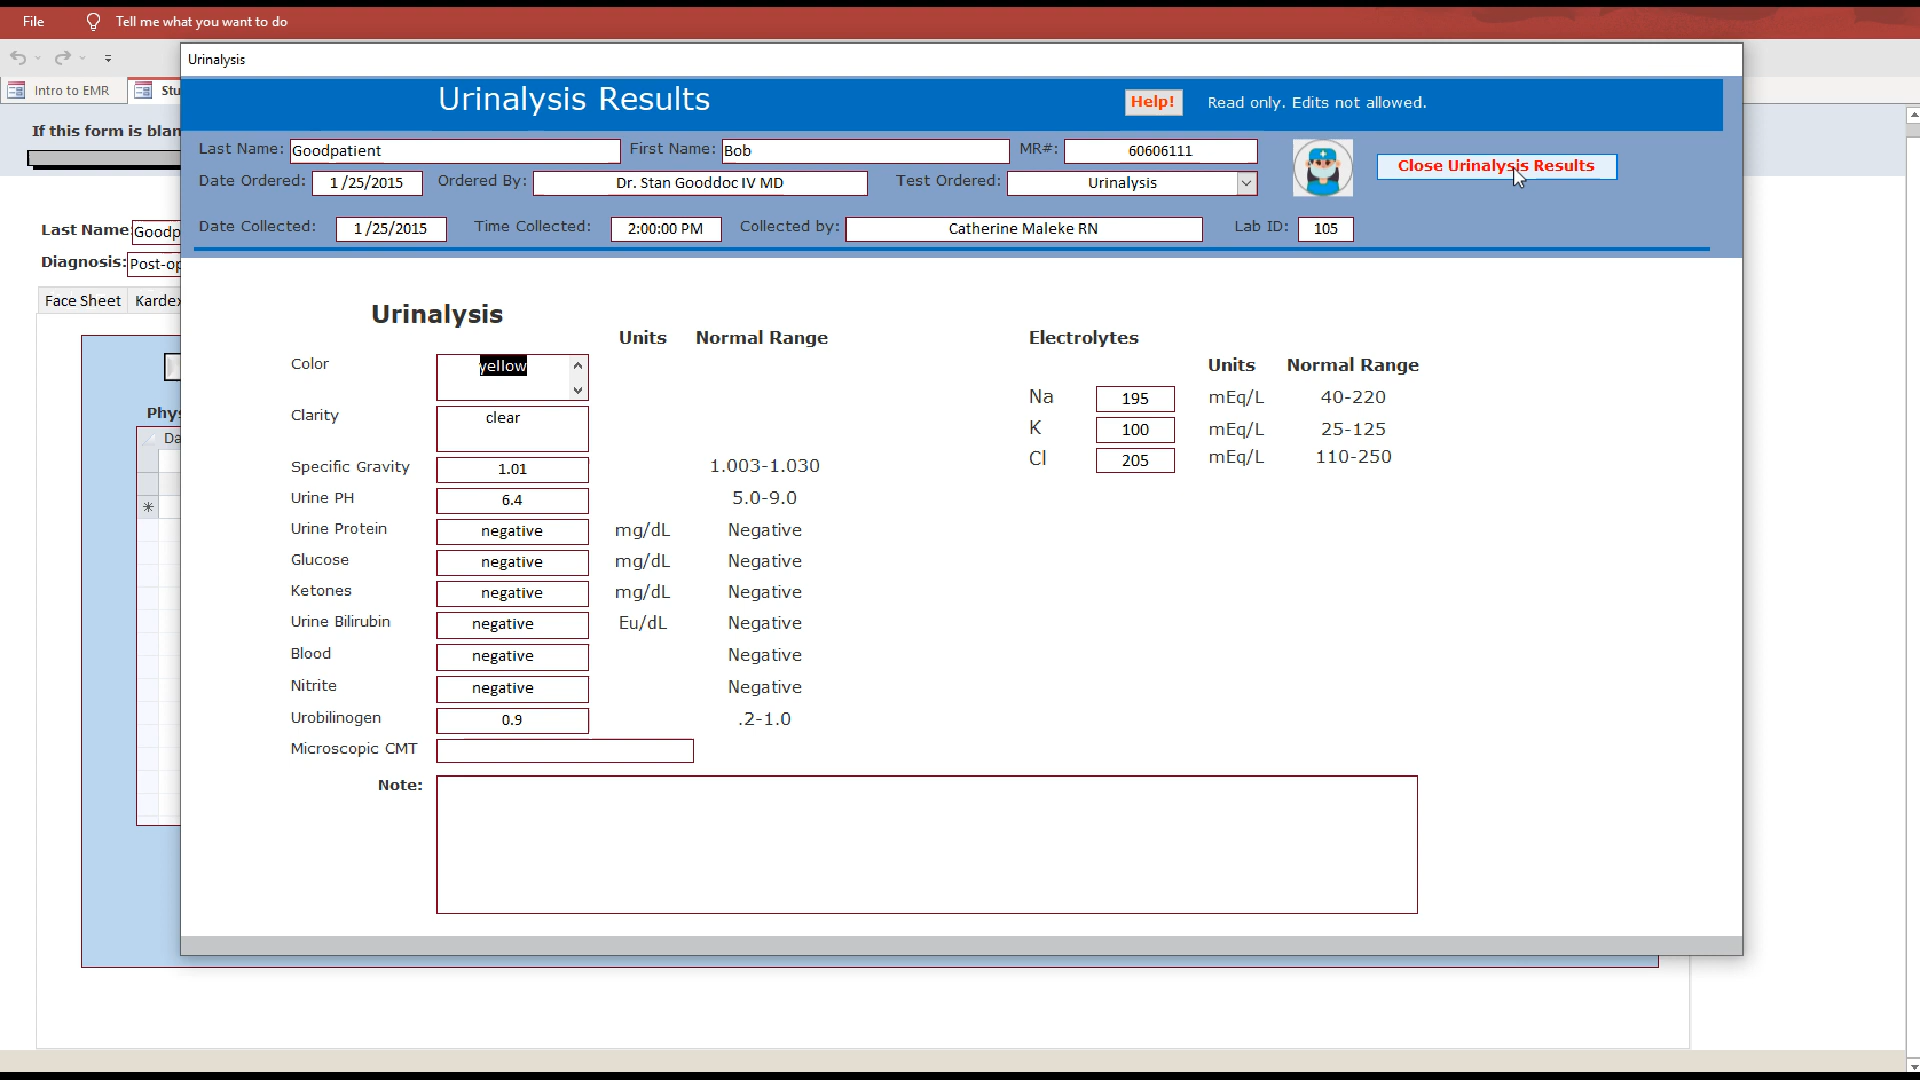 File Tell me what you want to do
Urinalysis
Intro to EMR Stu
Urinalysis Results Help! Read only. Edits not allowed.
If this form is blan
Last Name: Goodpatient First Name: Bob MR#: 60606111
Close Urinalysis Results
Date Ordered: 1 /25/2015 Ordered By: Dr. Stan Gooddoc IV MD Test Ordered: Urinalysis
Date Collected: 1 /25/2015 Time Collected: 2:00:00 PM Collected by: Catherine Maleke RN Lab ID: 105
Last Name Goodp
Diagnosis: Post-op
Face Sheet Kardex
Urinalysis
Units Normal Range
Color yellow
Clarity clear
Specific Gravity 1.01 1.003-1.030
Urine PH 6.4 5.0-9.0
Urine Protein negative mg/dL Negative
Glucose negative mg/dL Negative
Ketones negative mg/dL Negative
Urine Bilirubin negative Eu/dL Negative
Blood negative Negative
Nitrite negative Negative
Urobilinogen 0.9 .2-1.0
Microscopic CMT
Note:
Electrolytes
Units Normal Range
Na 195 mEq/L 40-220
K 100 mEq/L 25-125
Cl 205 mEq/L 110-250
Phys
Da